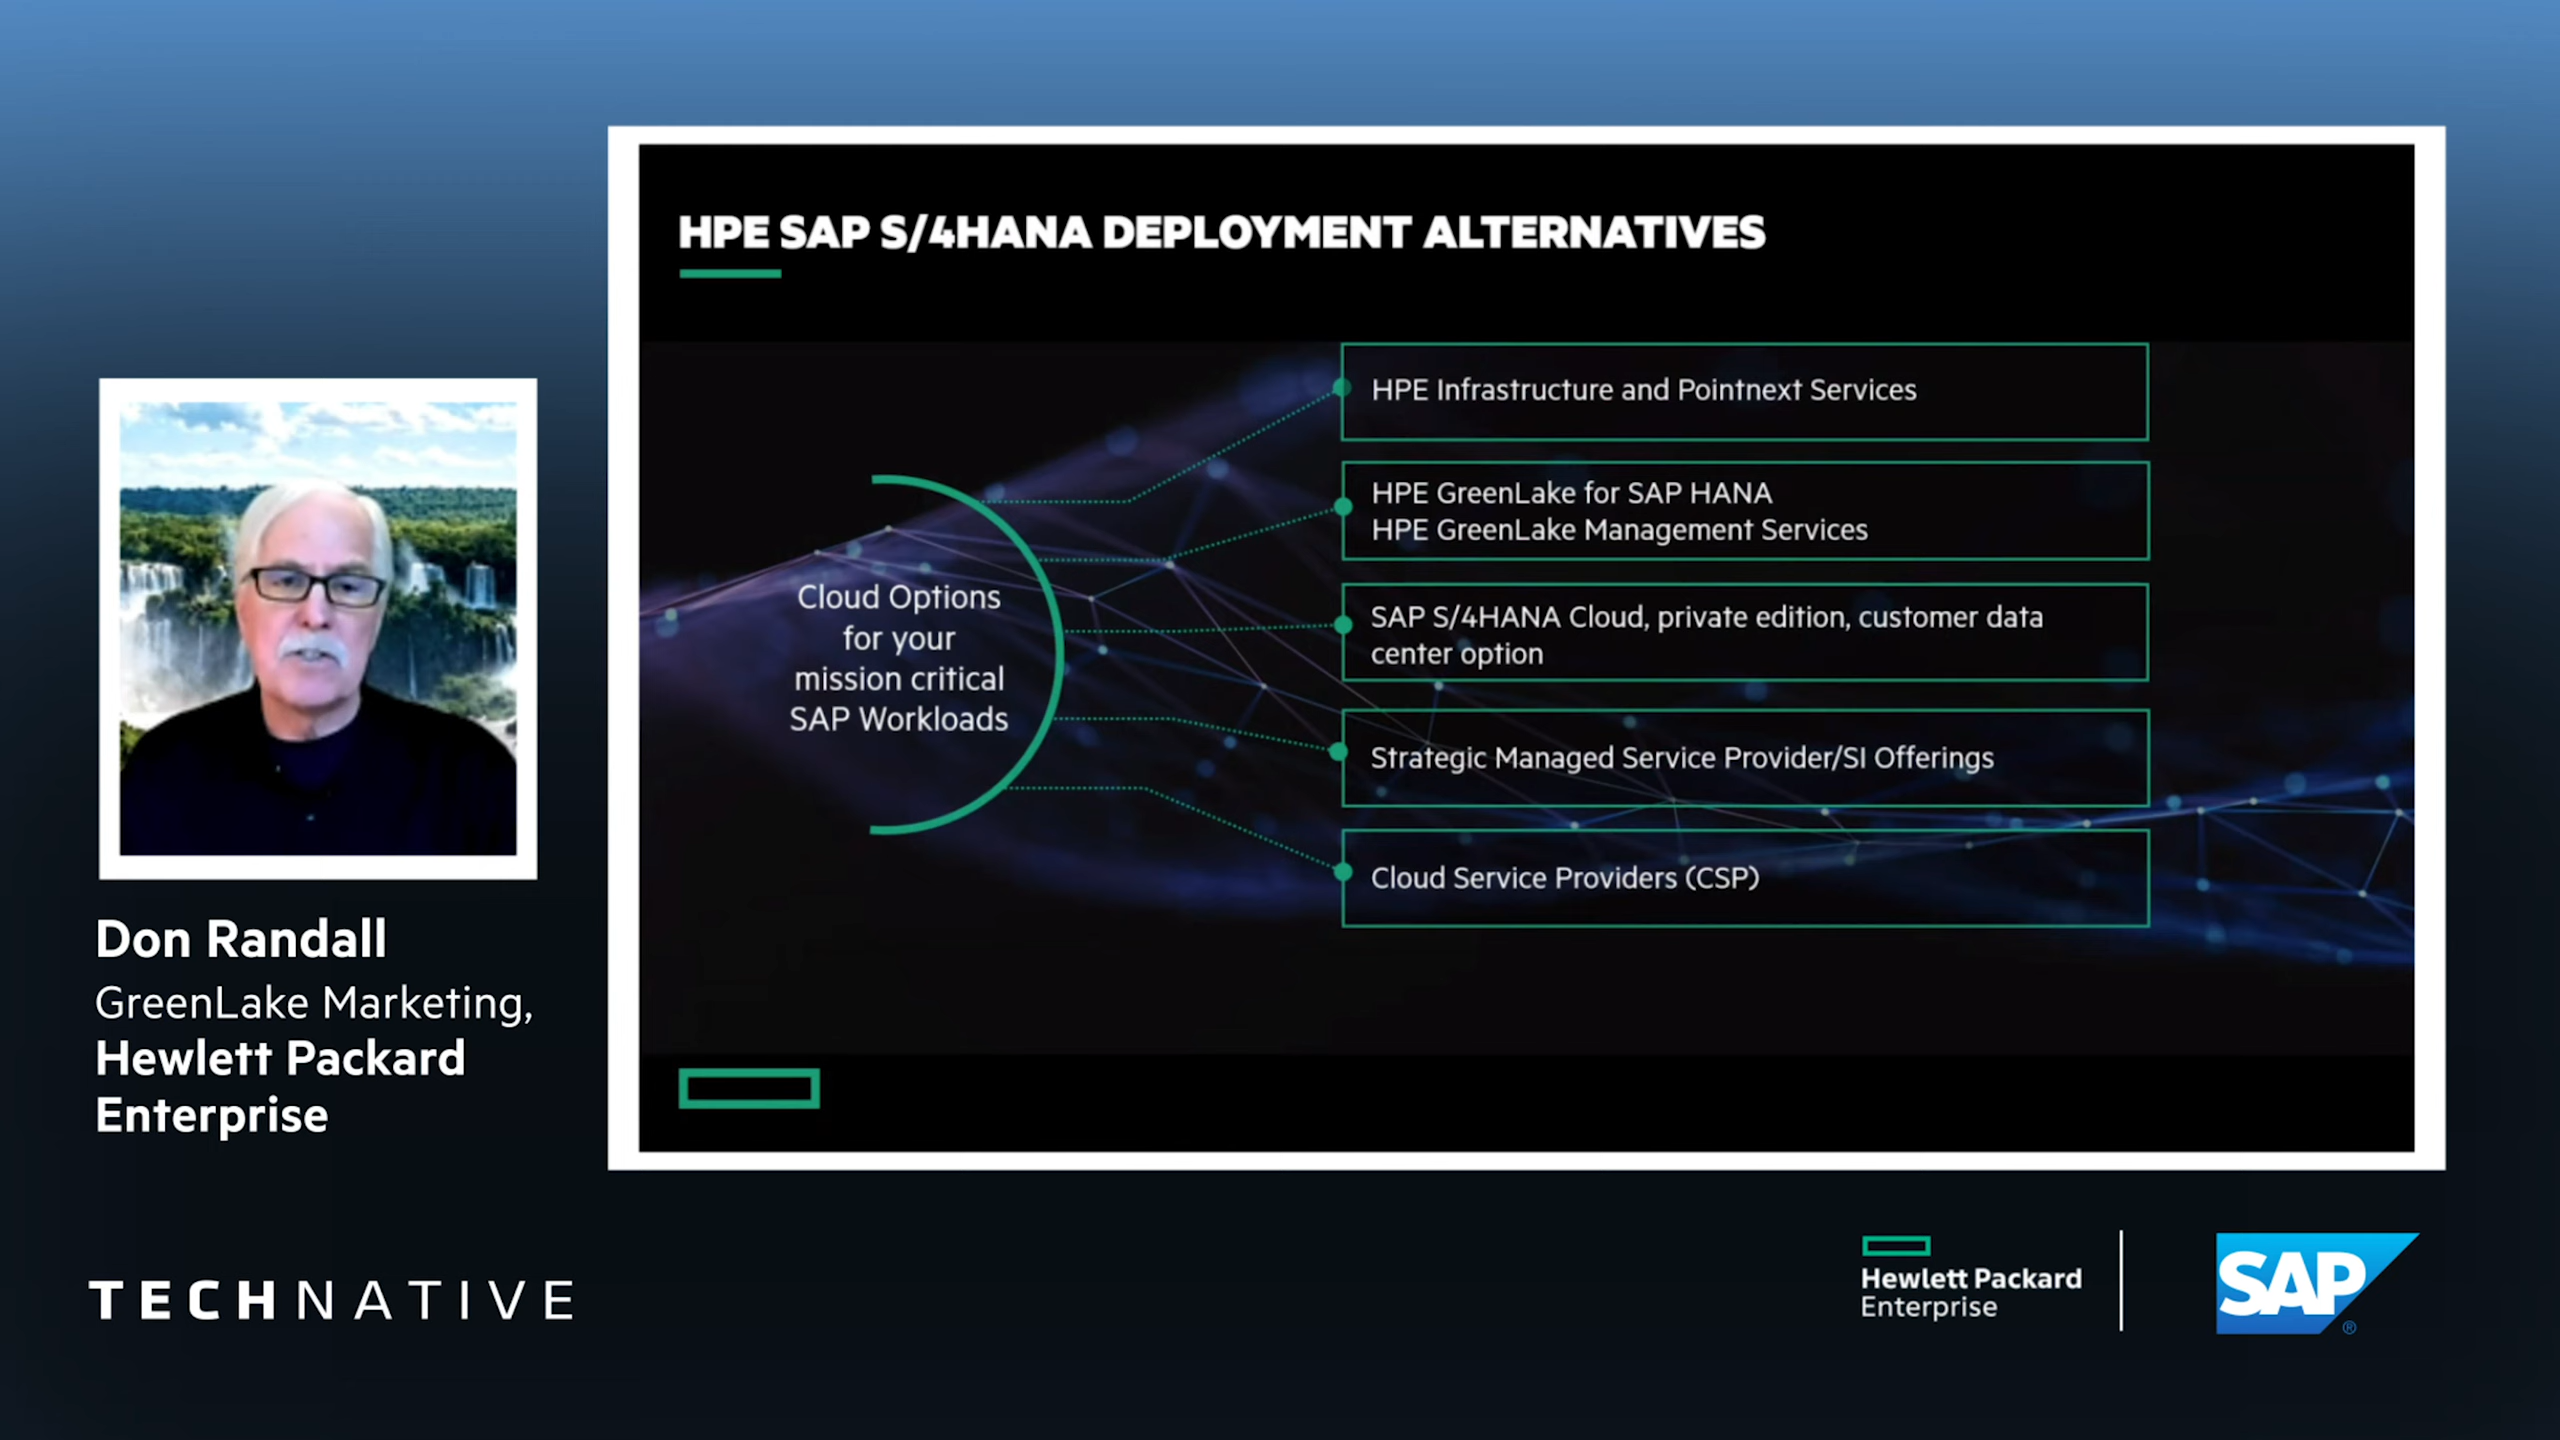 HPE SAP S/4HANA DEPLOYMENT ALTERNATIVES
Cloud Options
for your
mission critical
SAP Workloads
HPE Infrastructure and Pointnext Services
HPE GreenLake for SAP HANA
HPE GreenLake Management Services
SAP S/4HANA Cloud, private edition, customer data
center option
Strategic Managed Service Provider/SI Offerings
Cloud Service Providers (CSP)
Don Randall
GreenLake Marketing,
Hewlett Packard
Enterprise
TECHNATIVE
Hewlett Packard
Enterprise
SAP
®